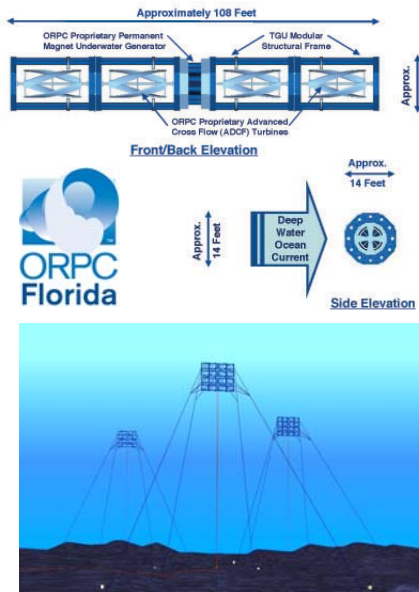 Approximately 108 Feet
ORPC Proprietary Permanent
Magnet Underwater Generator
TGU Modular
Structural Frame
Approx.
ORPC Proprietary Advanced
Cross Flow (ADCF) Turbines
Front/Back Elevation
Approx.
14 Feet
Approx.
14 Feet
Deep
Water
Ocean
Current
ORPC
Florida
Side Elevation